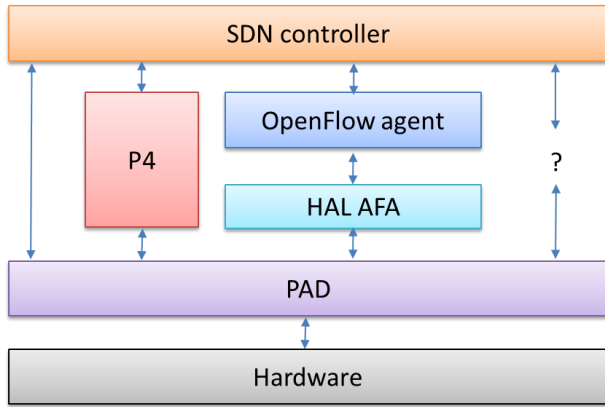 SDN controller
P4
OpenFlow agent
?
HAL AFA
PAD
Hardware